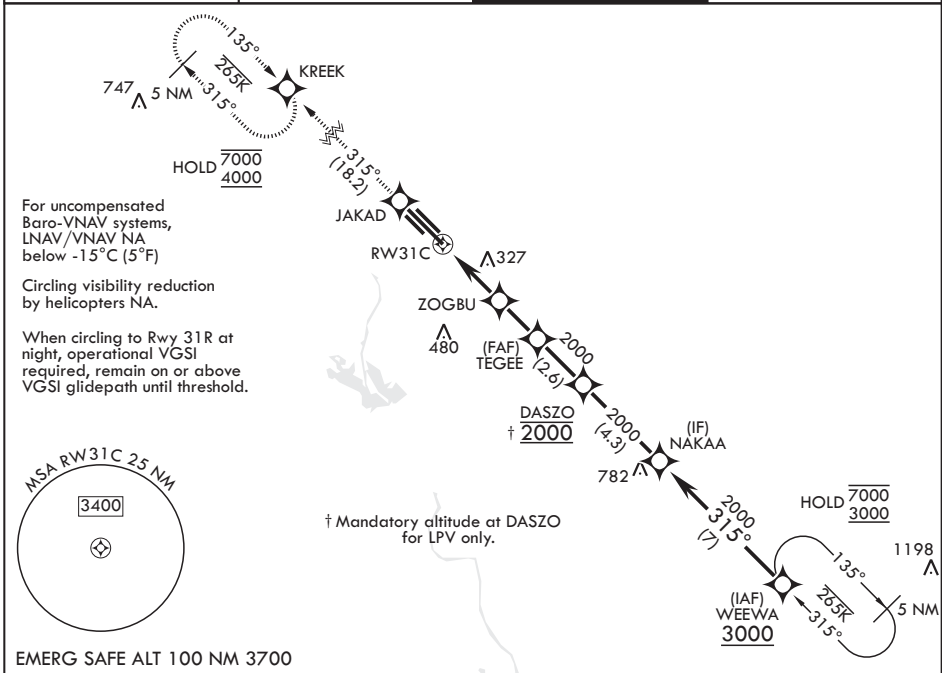 135°
265K
315°
5 NM
747
KREEK
HOLD 7000
4000
315°
(18.2)
JAKAD
RW31C
327
ZOGBU
480
(FAF)
TEGEE
2000
(2.6)
DASZO
† 2000
2000
(4.3)
(IF)
NAKAA
782
2000
315°
(7)
HOLD 7000
3000
1198
135°
265K
315°
5 NM
(IAF)
WEEWA
3000
For uncompensated
Baro-VNAV systems,
LNAV/VNAV NA
below -15°C (5°F)
Circling visibility reduction
by helicopters NA.
When circling to Rwy 31R at
night, operational VGSI
required, remain on or above
VGSI glidepath until threshold.
† Mandatory altitude at DASZO
for LPV only.
MSA RW31C 25 NM
3400
EMERG SAFE ALT 100 NM 3700